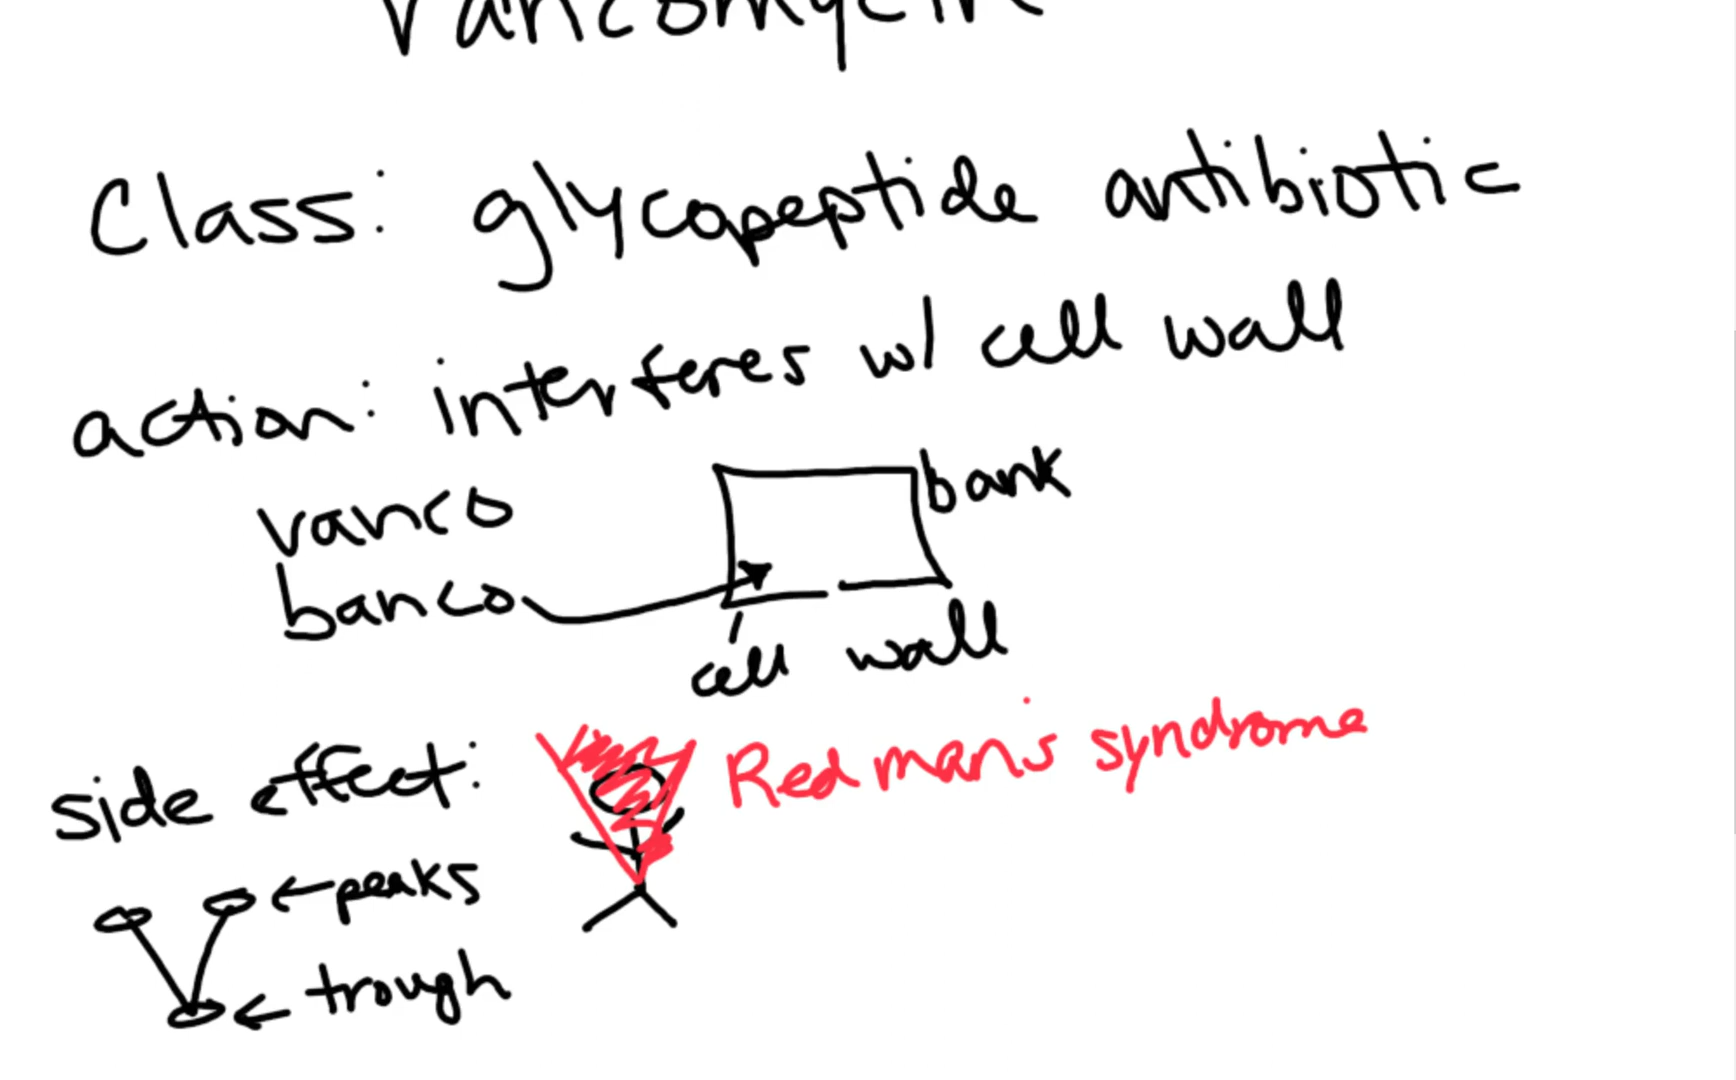 Vancomycin
Class: glycopeptide antibiotic
action: interferes w/ cell wall
vanco
bank
banco
cell wall
side effect:
Red man's syndrome
←peaks
← trough